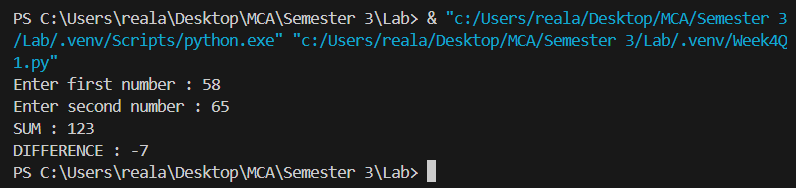 PS C:\Users\reala\Desktop\MCA\Semester 3\Lab> & "c:/Users/reala/Desktop/MCA/Semester 3
/Lab/.venv/Scripts/python.exe" "c:/Users/reala/Desktop/MCA/Semester 3/Lab/.venv/Week4Q
1.py"
Enter first number : 58
Enter second number : 65
SUM : 123
DIFFERENCE : -7
PS C:\Users\reala\Desktop\MCA\Semester 3\Lab>